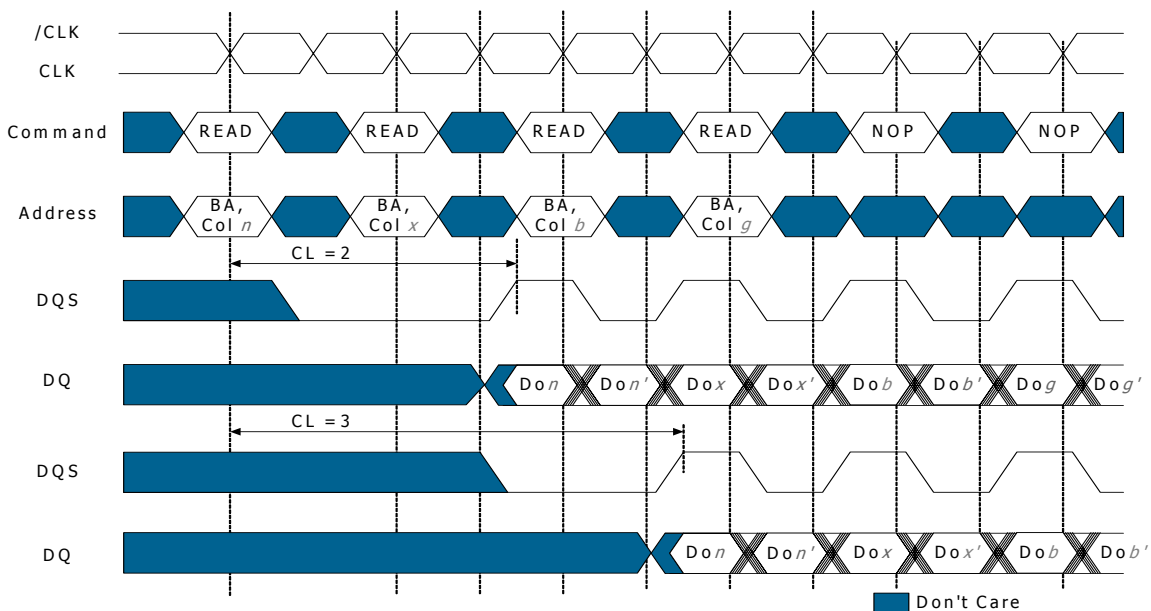 /CLK
CLK
Command READ READ READ READ NOP NOP
Address BA, Col n BA, Col x BA, Col b BA, Col g
CL = 2
DQS
DQ Do n Do n' Do x Do x' Do b Do b' Do g Do g'
CL = 3
DQS
DQ Do n Do n' Do x Do x' Do b Do b'
Don't Care